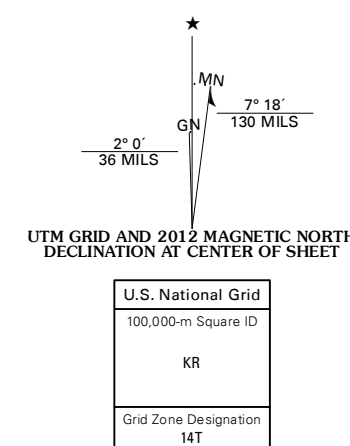 ★
MN
GN
7° 18´
130 MILS
2° 0´
36 MILS
UTM GRID AND 2012 MAGNETIC NORTH
DECLINATION AT CENTER OF SHEET
U.S. National Grid
100,000-m Square ID
KR
Grid Zone Designation
14T